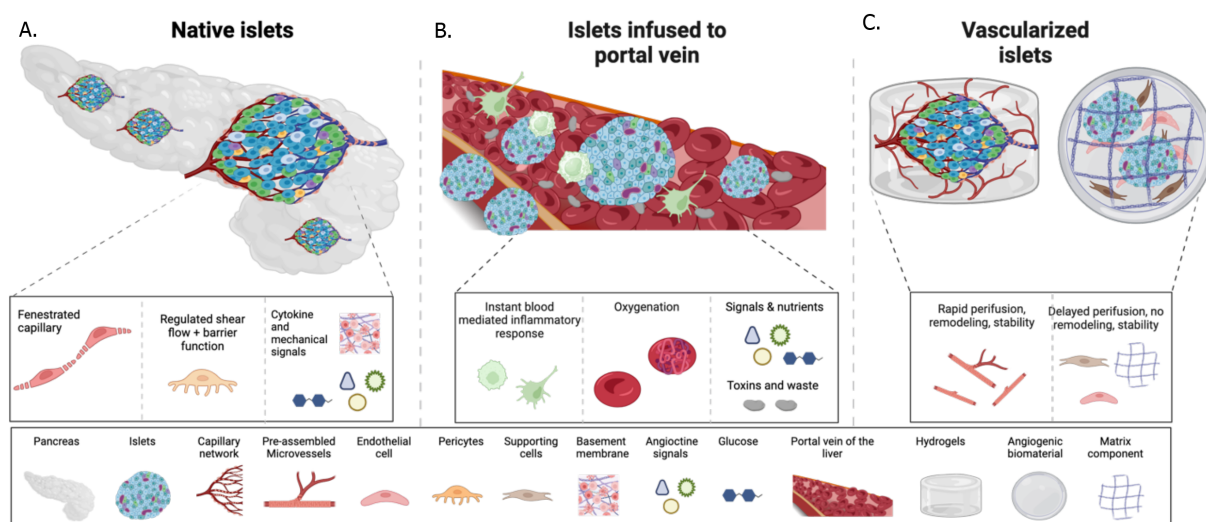 A.
Native islets
B.
Islets infused to
portal vein
C.
Vascularized
islets
Fenestrated
capillary
Regulated shear
flow + barrier
function
Cytokine
and
mechanical
signals
Instant blood
mediated inflammatory
response
Oxygenation
Signals & nutrients
Toxins and waste
Rapid perifusion,
remodeling, stability
Delayed perifusion, no
remodeling, stability
Pancreas
Islets
Capillary
network
Pre-assembled
Microvessels
Endothelial
cell
Pericytes
Supporting
cells
Basement
membrane
Angioctine
signals
Glucose
Portal vein of the
liver
Hydrogels
Angiogenic
biomaterial
Matrix
component